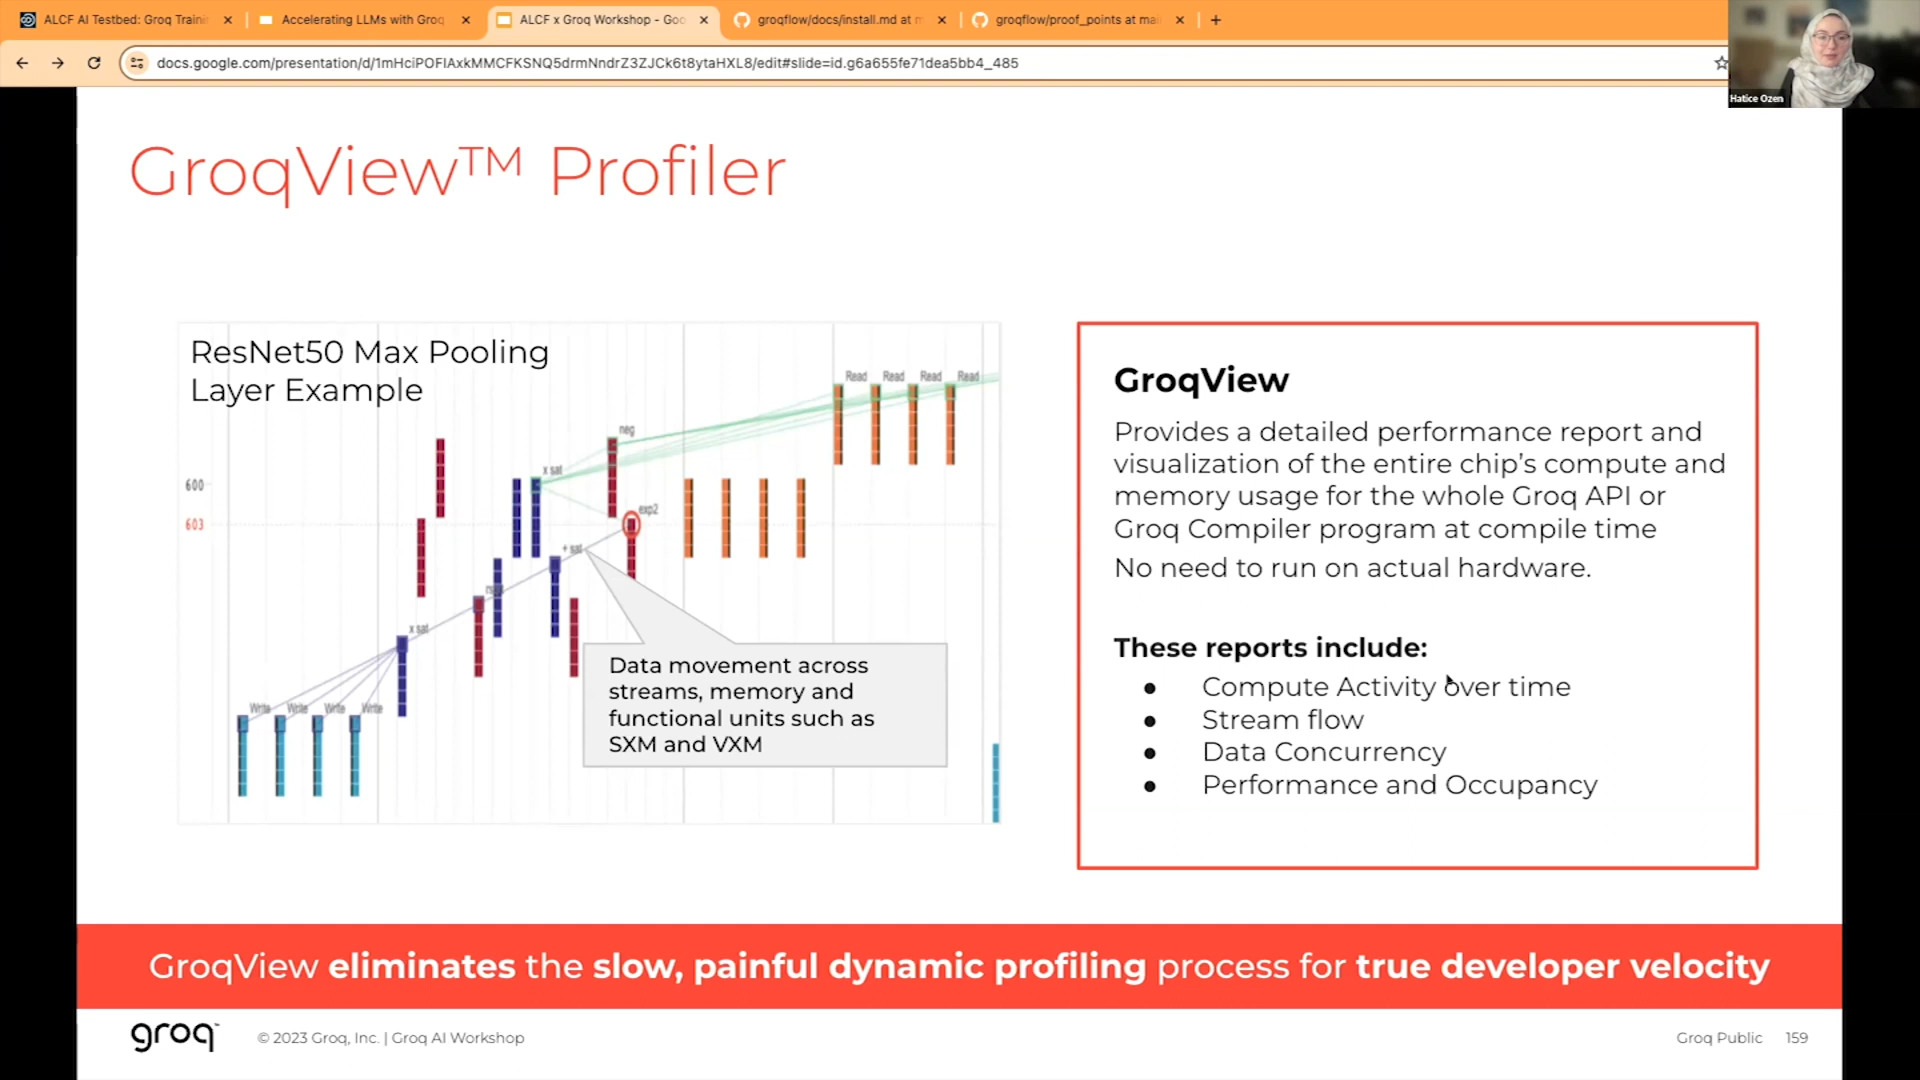 ALCF AI Testbed: Groq Traini
Accelerating LLMs with Groq
ALCF x Groq Workshop - Goo
groqflow/docs/install.md at m
groqflow/proof_points at mai
docs.google.com/presentation/d/1mHciPOFIAxkMMCFKSNQ5drmNndrZ3ZJCk6t8ytaHXL8/edit#slide=id.g6a655fe71dea5bb4_485
Hatice Ozen
GroqView™ Profiler
ResNet50 Max Pooling
Layer Example
Read Read Read Read
neg
x sat
600
exp2
603
+ sat
x sat
Write Write Write Write
Data movement across
streams, memory and
functional units such as
SXM and VXM
GroqView
Provides a detailed performance report and
visualization of the entire chip's compute and
memory usage for the whole Groq API or
Groq Compiler program at compile time
No need to run on actual hardware.
These reports include:
● Compute Activity over time
● Stream flow
● Data Concurrency
● Performance and Occupancy
GroqView eliminates the slow, painful dynamic profiling process for true developer velocity
groq™
© 2023 Groq, Inc. | Groq AI Workshop
Groq Public 159